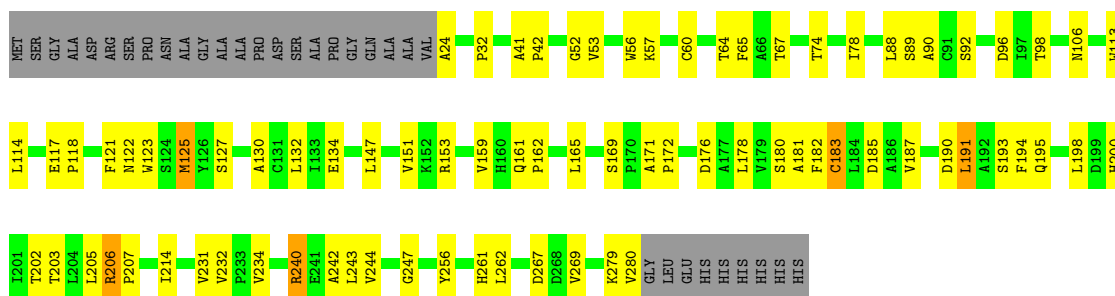 MET SER GLY ALA ASP ARG SER PRO ASN ALA GLY ALA ALA PRO ASP SER ALA PRO GLY GLN ALA ALA VAL A24 P32 A41 P42 G52 V53 W56 K57 C60 T64 F65 A66 T67 T74 I78 L88 S89 A90 C91 S92 D96 I97 T98 N106 W113
L114 E117 P118 F121 N122 W123 S124 M125 Y126 S127 A130 C131 L132 I133 E134 L147 V151 K152 R153 V159 H160 Q161 P162 L165 S169 P170 A171 P172 D176 A177 L178 V179 S180 A181 F182 C183 L184 D185 A186 V187 D190 L191 A192 S193 F194 Q195 L198 D199 H200
I201 T202 T203 L204 L205 R206 P207 I214 V231 V232 P233 V234 R240 E241 A242 L243 V244 G247 Y256 H261 L262 D267 D268 V269 K279 V280 GLY LEU GLU HIS HIS HIS HIS HIS HIS